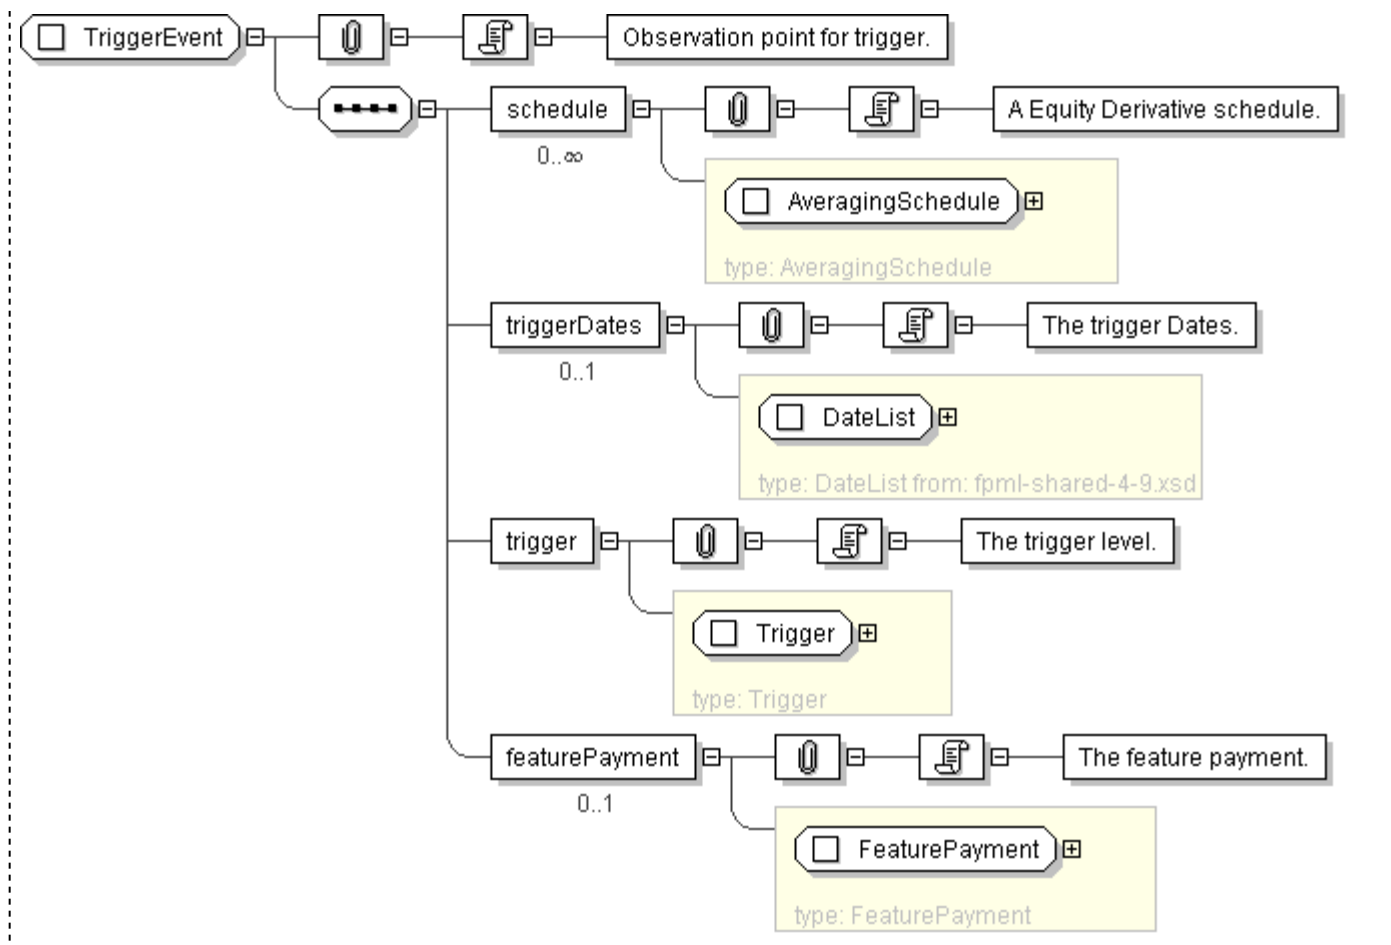 TriggerEvent
Observation point for trigger.
schedule
A Equity Derivative schedule.
0..∞
AveragingSchedule
type: AveragingSchedule
triggerDates
The trigger Dates.
0..1
DateList
type: DateList from: fpml-shared-4-9.xsd
trigger
The trigger level.
Trigger
type: Trigger
featurePayment
The feature payment.
0..1
FeaturePayment
type: FeaturePayment